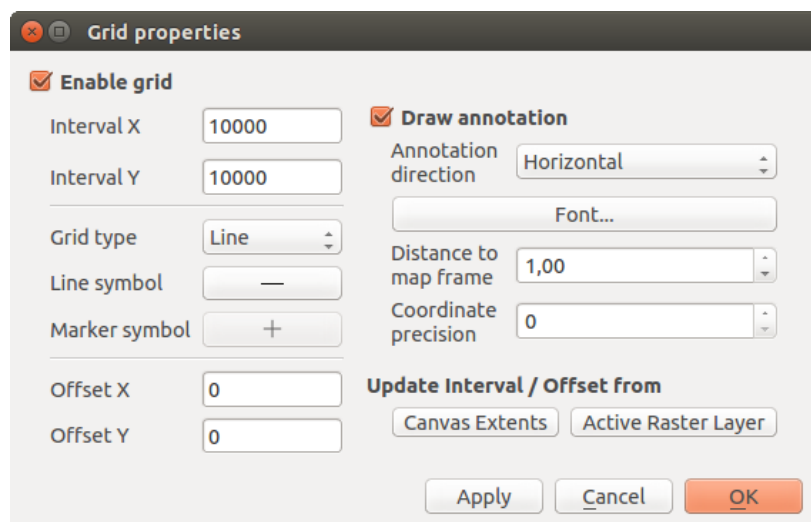 Grid properties
Enable grid
Interval X 10000
Interval Y 10000
Grid type Line
Line symbol
Marker symbol
Offset X 0
Offset Y 0
Draw annotation
Annotation
direction Horizontal
Font...
Distance to
map frame 1,00
Coordinate
precision 0
Update Interval / Offset from
Canvas Extents Active Raster Layer
Apply Cancel OK